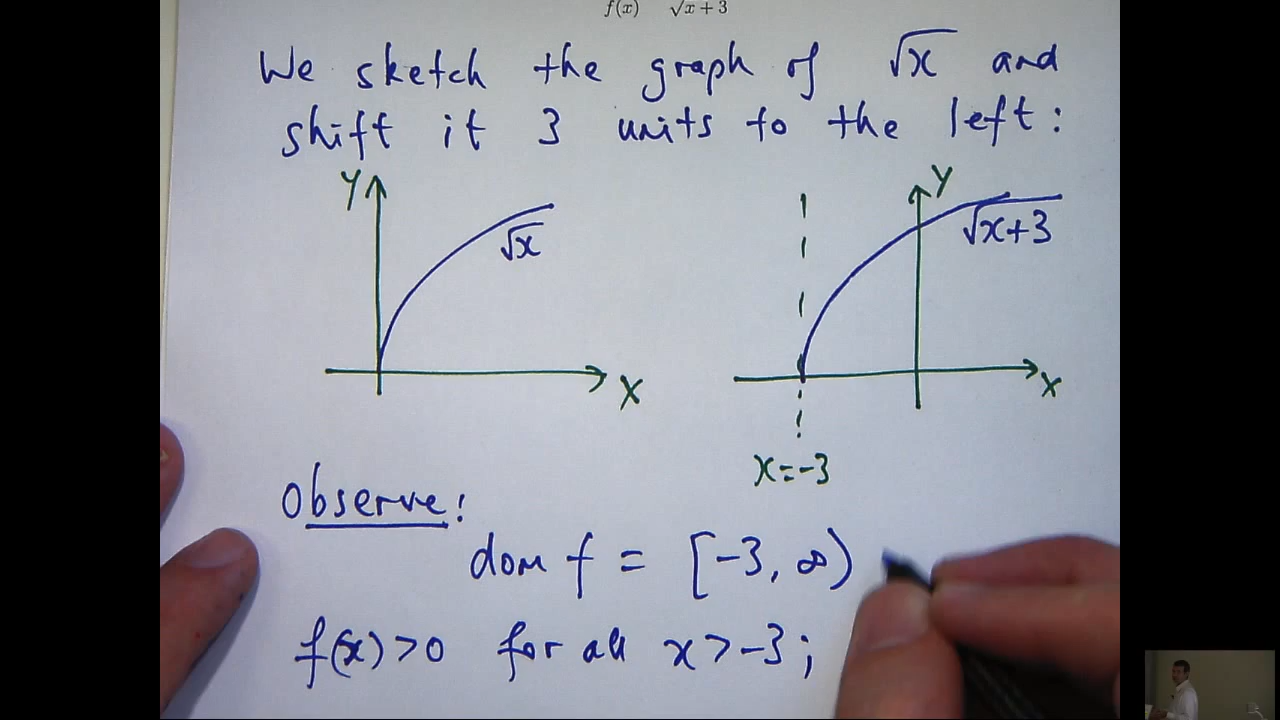 f(x) √x + 3
We sketch the graph of √x and
shift it 3 units to the left:
Y
√x
X
Y
√x+3
X
x=-3
Observe:
dom f = [-3, ∞)
f(x) > 0 for all x > -3;